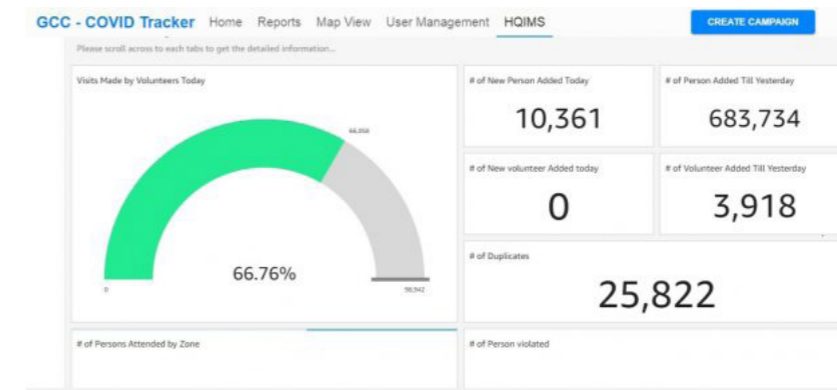 GCC - COVID Tracker Home Reports Map View User Management HQIMS CREATE CAMPAIGN
Please scroll across to each tabs to get the detailed information...
Visits Made by Volunteers Today
66.76%
0
# of New Person Added Today
10,361
# of Person Added Till Yesterday
683,734
# of New volunteer Added today
0
# of Volunteer Added Till Yesterday
3,918
# of Duplicates
25,822
# of Persons Attended by Zone
# of Person violated